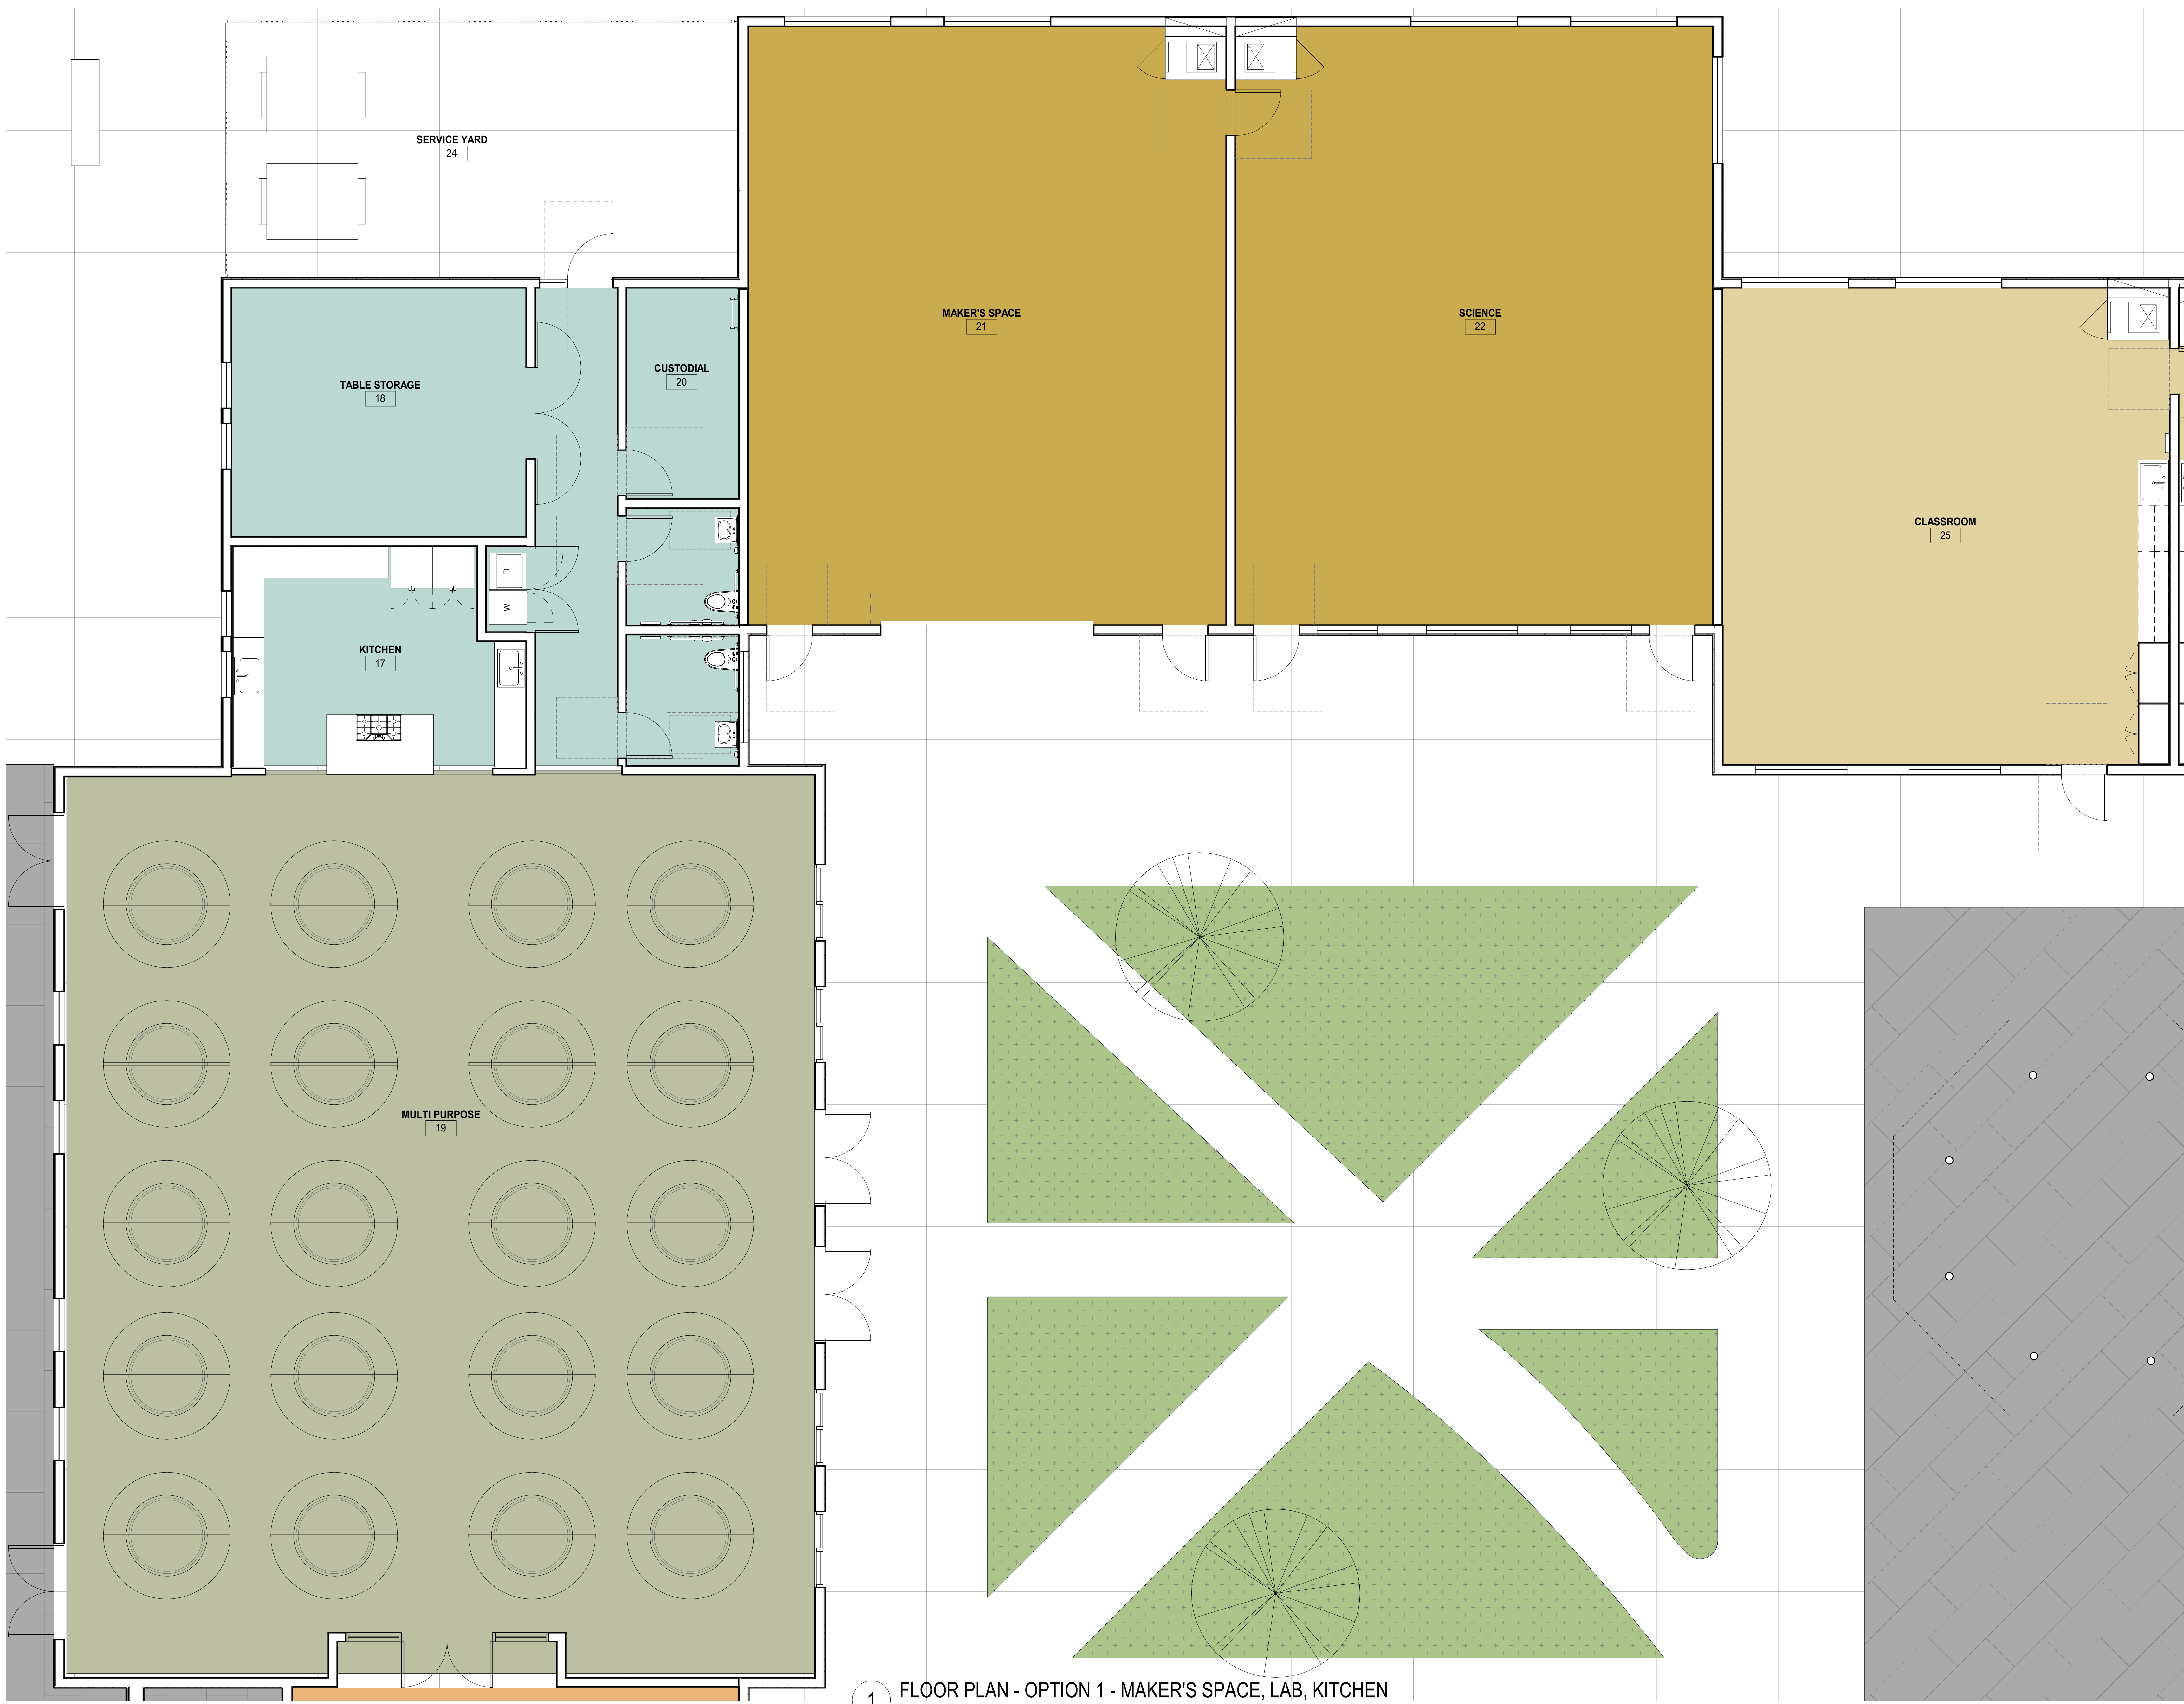 SERVICE YARD
24
MAKER'S SPACE
21
SCIENCE
22
TABLE STORAGE
18
CUSTODIAL
20
CLASSROOM
25
D
W
KITCHEN
17
MULTI PURPOSE
19
1
FLOOR PLAN - OPTION 1 - MAKER'S SPACE, LAB, KITCHEN